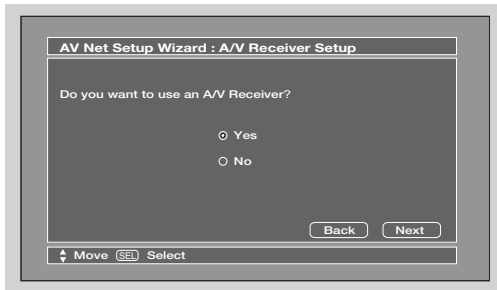 AV Net Setup Wizard : A/V Receiver Setup
Do you want to use an A/V Receiver?
Yes
No
Back Next
Move SEL Select